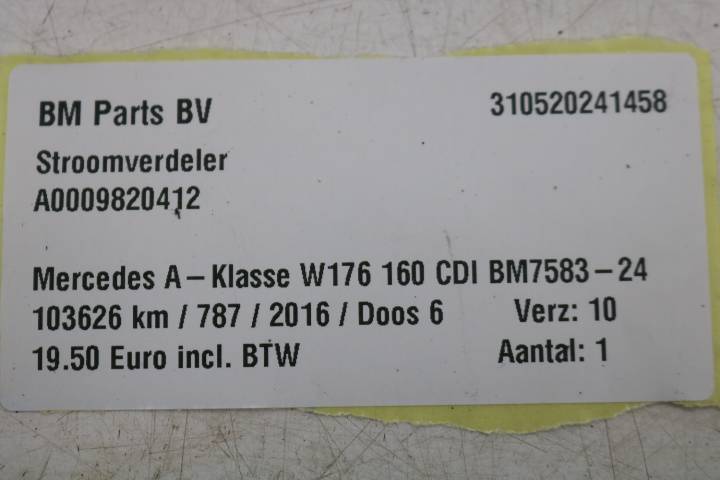 BM Parts BV 310520241458
Stroomverdeler
A0009820412
Mercedes A-Klasse W176 160 CDI BM7583-24
103626 km / 787 / 2016 / Doos 6 Verz: 10
19.50 Euro incl. BTW Aantal: 1